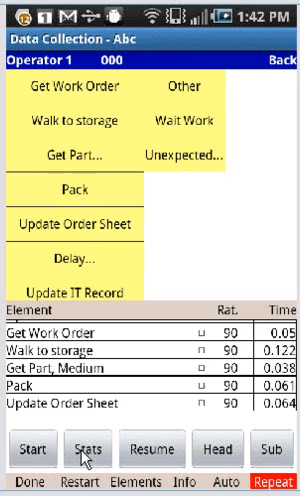 12 1 1:42 PM
Data Collection - Abc
Operator 1 000 Back
Get Work Order Other
Walk to storage Wait Work
Get Part... Unexpected...
Pack
Update Order Sheet
Delay...
Update IT Record
Element Rat. Time
Get Work Order □ 90 0.05
Walk to storage □ 90 0.122
Get Part, Medium □ 90 0.038
Pack □ 90 0.061
Update Order Sheet □ 90 0.064
Start Stats Resume Head Sub
Done Restart Elements Info Auto Repeat